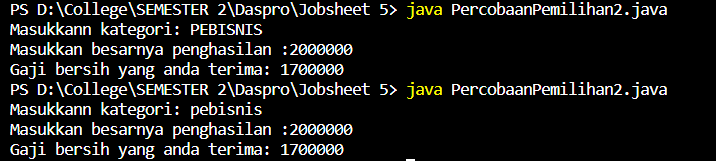 PS D:\College\SEMESTER 2\Daspro\Jobsheet 5> java PercobaanPemilihan2.java
Masukkann kategori: PEBISNIS
Masukkan besarnya penghasilan :2000000
Gaji bersih yang anda terima: 1700000
PS D:\College\SEMESTER 2\Daspro\Jobsheet 5> java PercobaanPemilihan2.java
Masukkann kategori: pebisnis
Masukkan besarnya penghasilan :2000000
Gaji bersih yang anda terima: 1700000